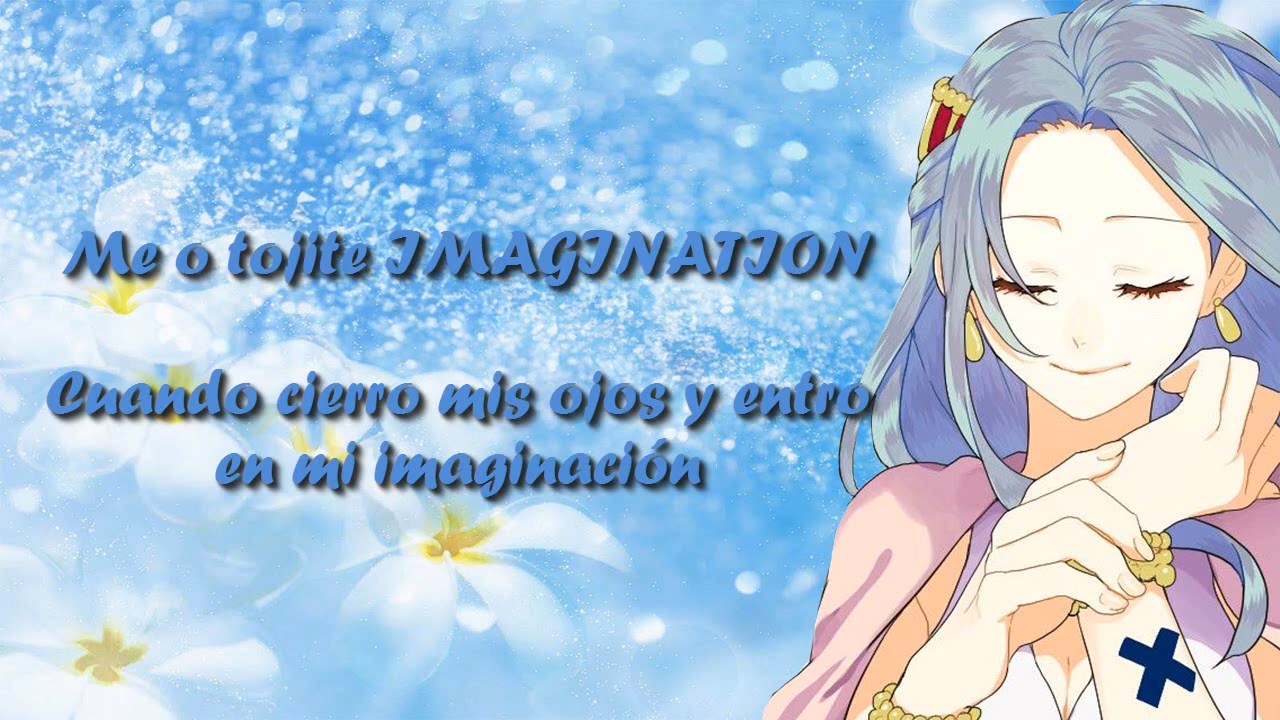 Me o tojite IMAGINATION
Cuando cierro mis ojos y entro
en mi imaginación